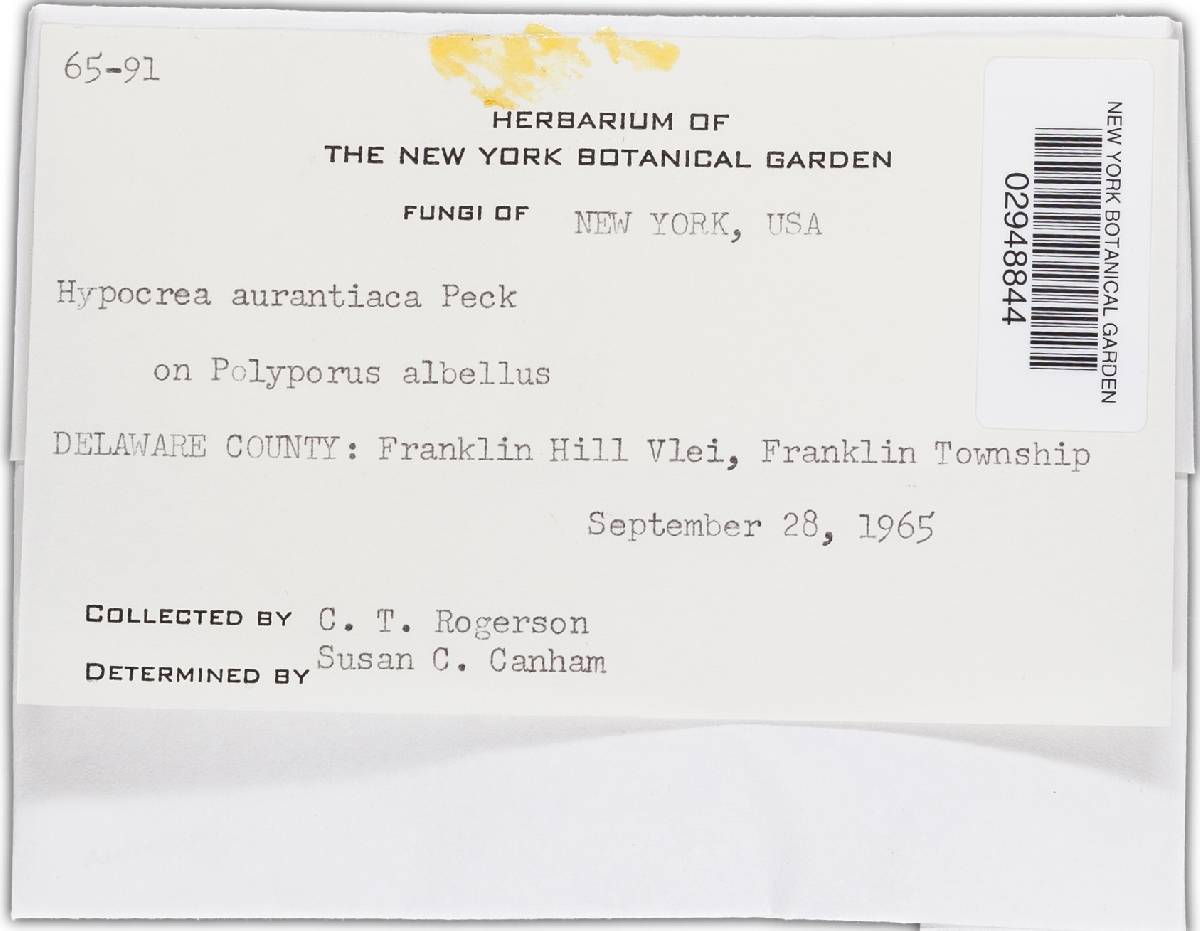 65-91
HERBARIUM OF
THE NEW YORK BOTANICAL GARDEN
FUNGI OF NEW YORK, USA
Hypocrea aurantiaca Peck
on Polyporus albellus
DELAWARE COUNTY: Franklin Hill Vlei, Franklin Township
September 28, 1965
COLLECTED BY C. T. Rogerson
DETERMINED BY Susan C. Canham
NEW YORK BOTANICAL GARDEN
02948844